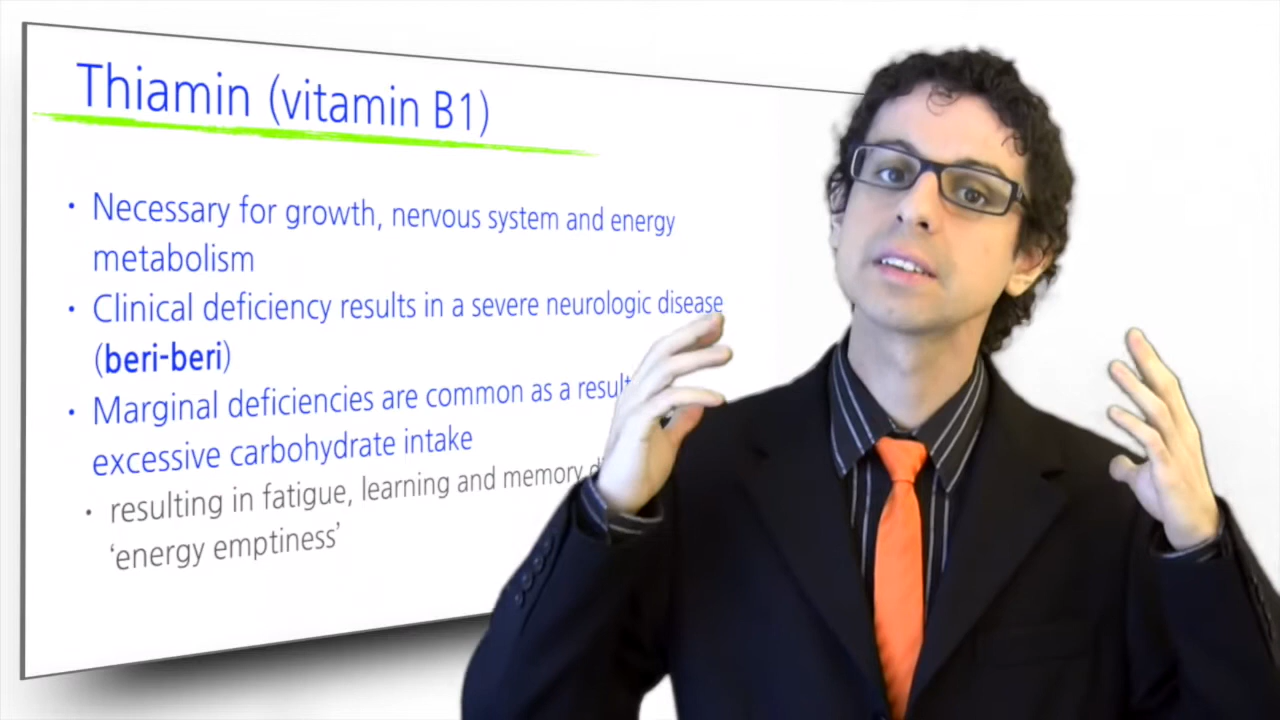 Thiamin (vitamin B1)
• Necessary for growth, nervous system and energy
metabolism
• Clinical deficiency results in a severe neurologic disease
(beri-beri)
• Marginal deficiencies are common as a result
excessive carbohydrate intake
• resulting in fatigue, learning and memory
‘energy emptiness’